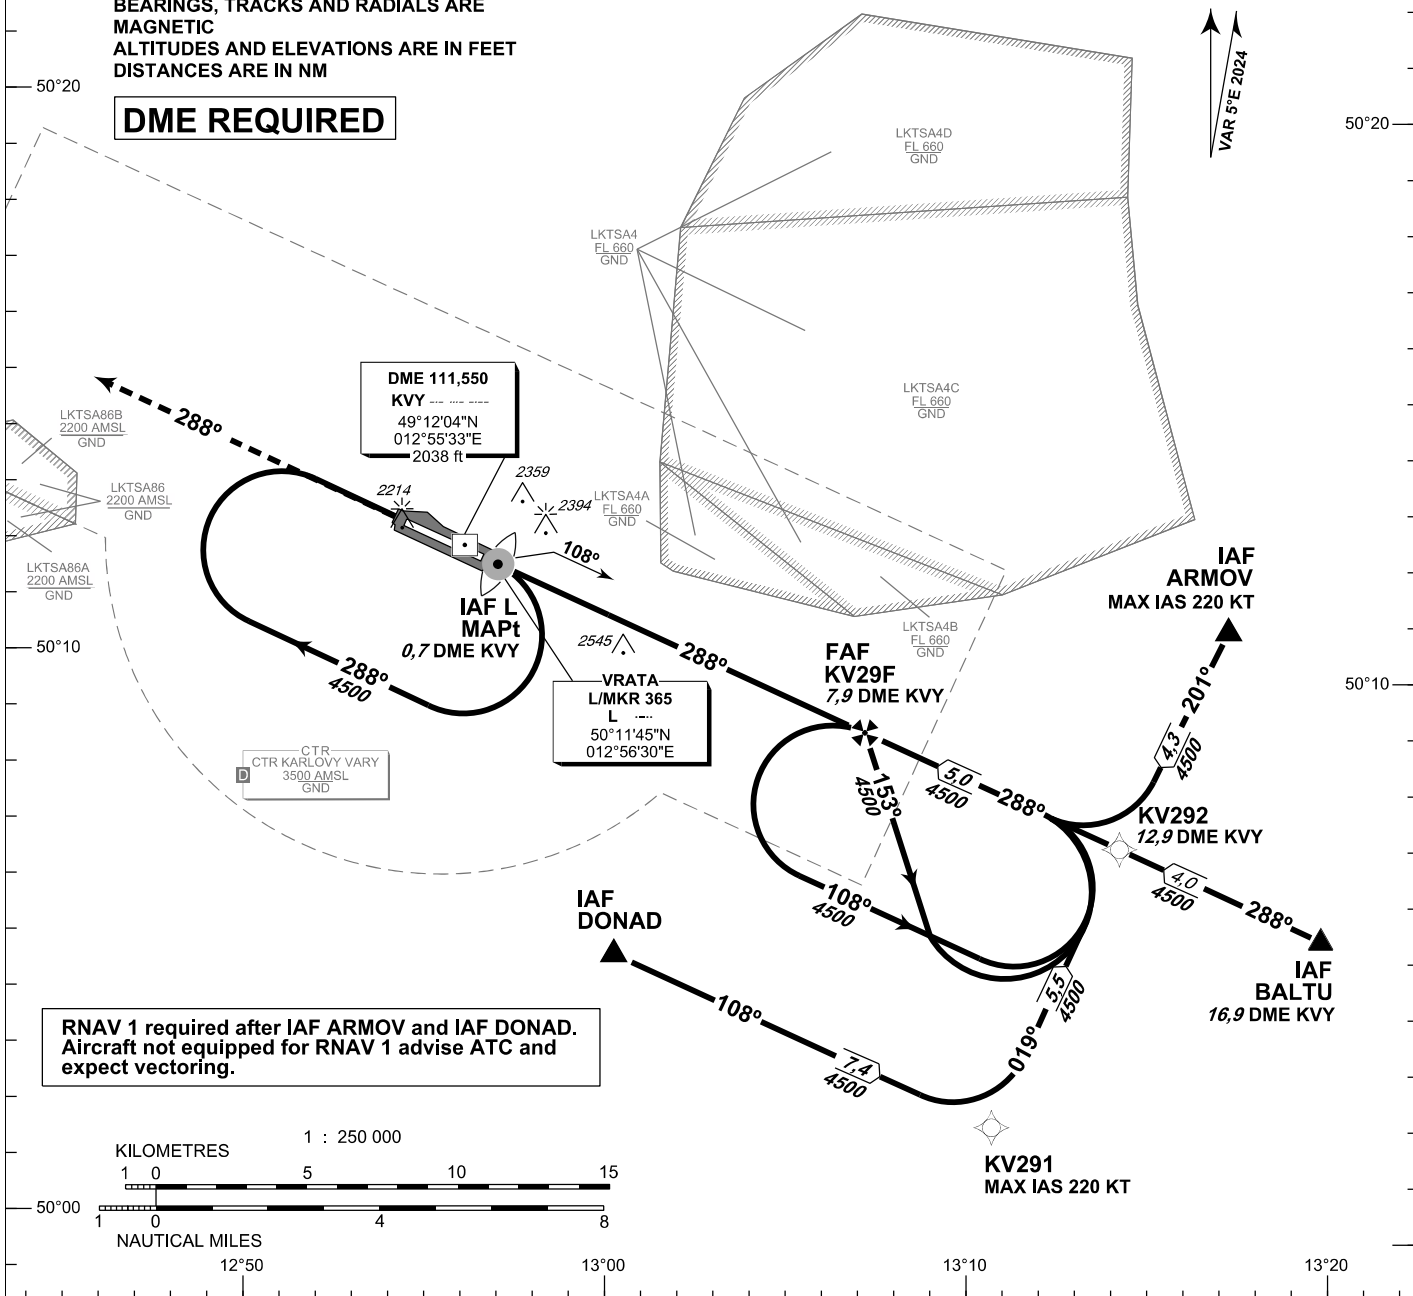 BEARINGS, TRACKS AND RADIALS ARE
MAGNETIC
ALTITUDES AND ELEVATIONS ARE IN FEET
DISTANCES ARE IN NM
DME REQUIRED
50°20
50°20
VAR 5°E 2024
LKTSA4D
FL 660
GND
LKTSA4
FL 660
GND
LKTSA4C
FL 660
GND
DME 111,550
KVY
49°12'04"N
012°55'33"E
2038 ft
288°
LKTSA86B
2200 AMSL
GND
LKTSA86
2200 AMSL
GND
LKTSA86A
2200 AMSL
GND
2214
2359
2394
LKTSA4A
FL 660
GND
108°
IAF L
MAPt
0,7 DME KVY
2545
288°
4500
288°
VRATA
L/MKR 365
L
50°11'45"N
012°56'30"E
LKTSA4B
FL 660
GND
IAF
ARMOV
MAX IAS 220 KT
50°10
50°10
FAF
KV29F
7,9 DME KVY
201°
4,3
4500
CTR
CTR KARLOVY VARY
3500 AMSL
GND
D
153°
4500
5,0
4500
288°
KV292
12,9 DME KVY
4,0
4500
288°
108°
4500
IAF
DONAD
IAF
BALTU
16,9 DME KVY
108°
5,5
4500
019°
7,4
4500
RNAV 1 required after IAF ARMOV and IAF DONAD.
Aircraft not equipped for RNAV 1 advise ATC and
expect vectoring.
KV291
MAX IAS 220 KT
1 : 250 000
KILOMETRES
1 0 5 10 15
50°00
1 0 4 8
NAUTICAL MILES
12°50
13°00
13°10
13°20